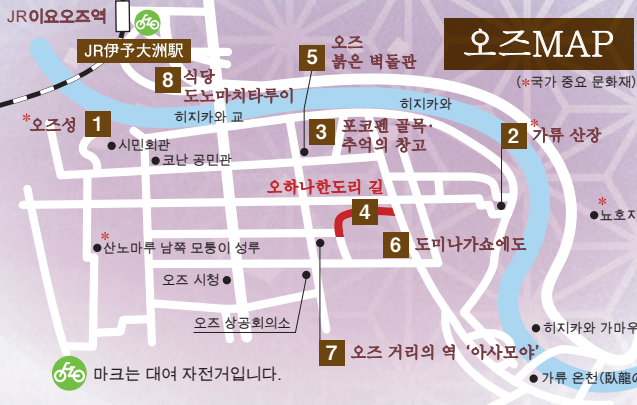 JR이요오즈역
JR伊予大洲駅
오즈MAP
(*국가 중요 문화재)
5 오즈
붉은 벽돌관
8 식당
도노마치타루이
히지카와 교
히지카와
*오즈성 1
시민회관
코난 공민관
3 포코펜 골목·
추억의 창고
2 *가류 산장
오하나한도리 길
4
*뇨호지
6 도미나가쇼에도
*산노마루 남쪽 모퉁이 성루
오즈 시청
오즈 상공회의소
히지카와 가마우
7 오즈 거리의 역 '아사모야'
가류 온천(臥龍の
마크는 대여 자전거입니다.